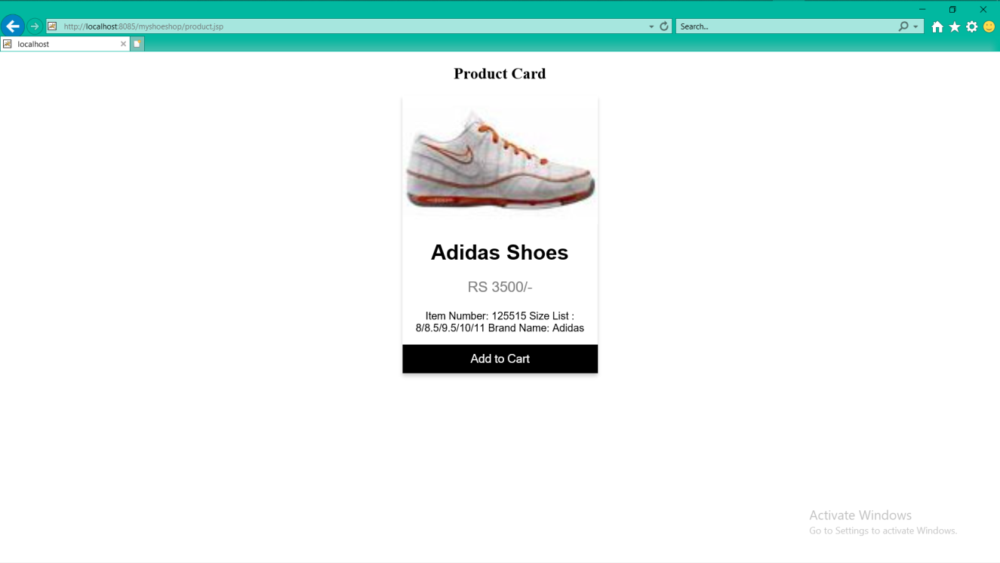 http://localhost:8085/myshoeshop/product.jsp
Search...
localhost
Product Card
Adidas Shoes
RS 3500/-
Item Number: 125515 Size List :
8/8.5/9.5/10/11 Brand Name: Adidas
Add to Cart
Activate Windows
Go to Settings to activate Windows.